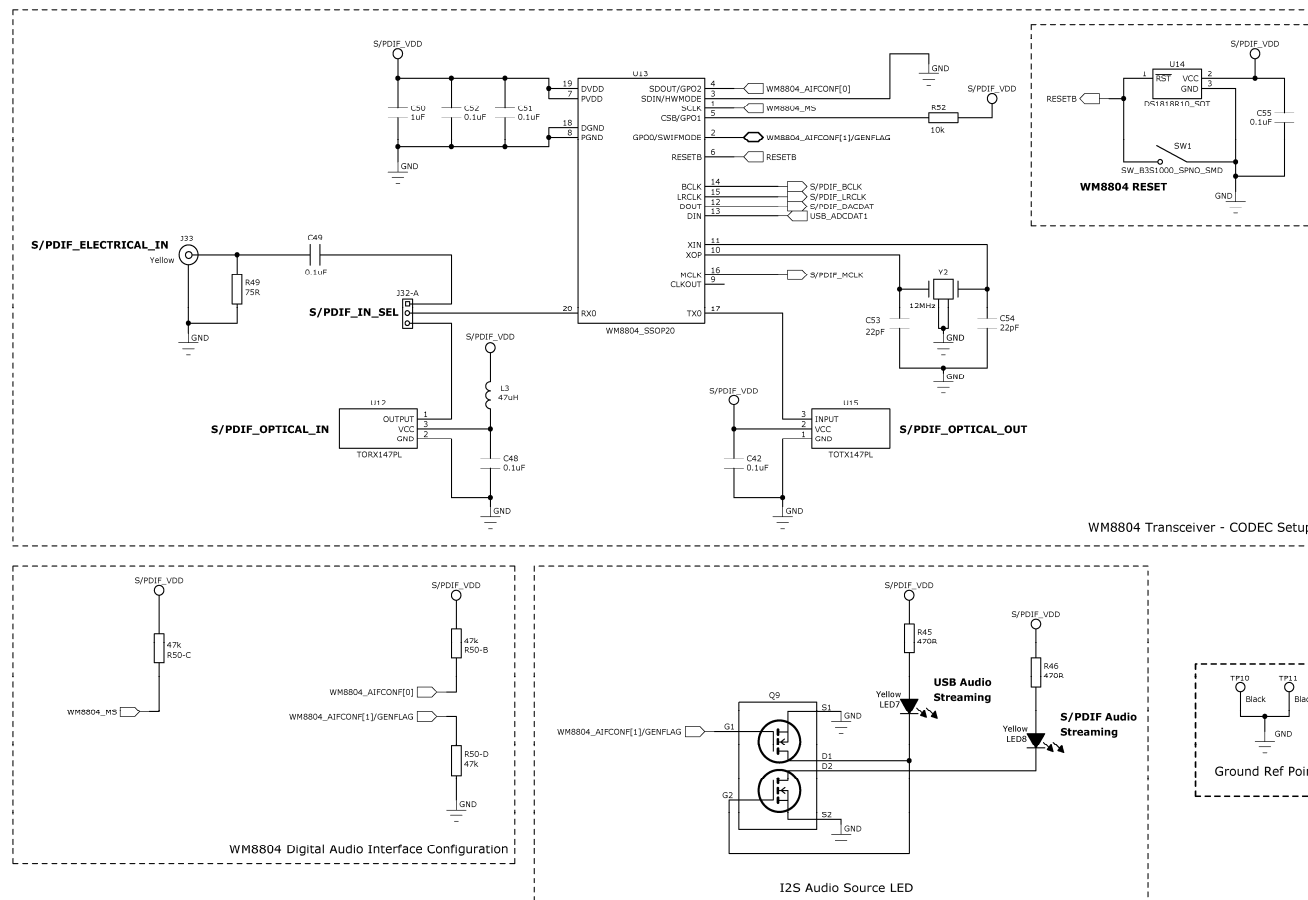 S/PDIF_VDD
C50
1uF
C52
0.1uF
C51
0.1uF
GND
U13
19 DVDD
7 PVDD
18 DGND
8 PGND
SDOUT/GPO2 4 WM8804_AIFCONF[0]
SDIN/HWMODE 3
SCLK 1 WM8804_MS
CSB/GPO1 5
GPO0/SWIFMODE 2 WM8804_AIFCONF[1]/GENFLAG
RESETB 6 RESETB
BCLK 14 S/PDIF_BCLK
LRCLK 15 S/PDIF_LRCLK
DOUT 12 S/PDIF_DACDAT
DIN 13 USB_ADCDAT1
XIN 11
XOP 10
MCLK 16 S/PDIF_MCLK
CLKOUT 9
20 RX0
TX0 17
WM8804_SSOP20
GND
S/PDIF_VDD
R52
10k
S/PDIF_VDD
U14
1 RST VCC 2
GND 3
DS1818R10_SOT
RESETB
C55
0.1uF
SW1
SW_B3S1000_SPNO_SMD
WM8804 RESET
GND
S/PDIF_ELECTRICAL_IN
J33
Yellow
C49
0.1uF
R49
75R
GND
J32-A
S/PDIF_IN_SEL
Y2
12MHz
C53
22pF
C54
22pF
GND
GND
S/PDIF_VDD
L3
47uH
U12
OUTPUT 1
VCC 3
GND 2
TORX147PL
S/PDIF_OPTICAL_IN
C48
0.1uF
GND
S/PDIF_VDD
U15
3 INPUT
2 VCC
1 GND
TOTX147PL
S/PDIF_OPTICAL_OUT
C42
0.1uF
GND
WM8804 Transceiver - CODEC Setup
S/PDIF_VDD
47k
R50-C
WM8804_MS
S/PDIF_VDD
47k
R50-B
WM8804_AIFCONF[0]
WM8804_AIFCONF[1]/GENFLAG
R50-D
47k
GND
WM8804 Digital Audio Interface Configuration
S/PDIF_VDD
R45
470R
S/PDIF_VDD
R46
470R
Yellow
LED7
USB Audio
Streaming
Yellow
LED8
S/PDIF Audio
Streaming
Q9
WM8804_AIFCONF[1]/GENFLAG
G1
S1
GND
D1
D2
G2
S2
GND
I2S Audio Source LED
TP10
Black
TP11
GND
Ground Ref